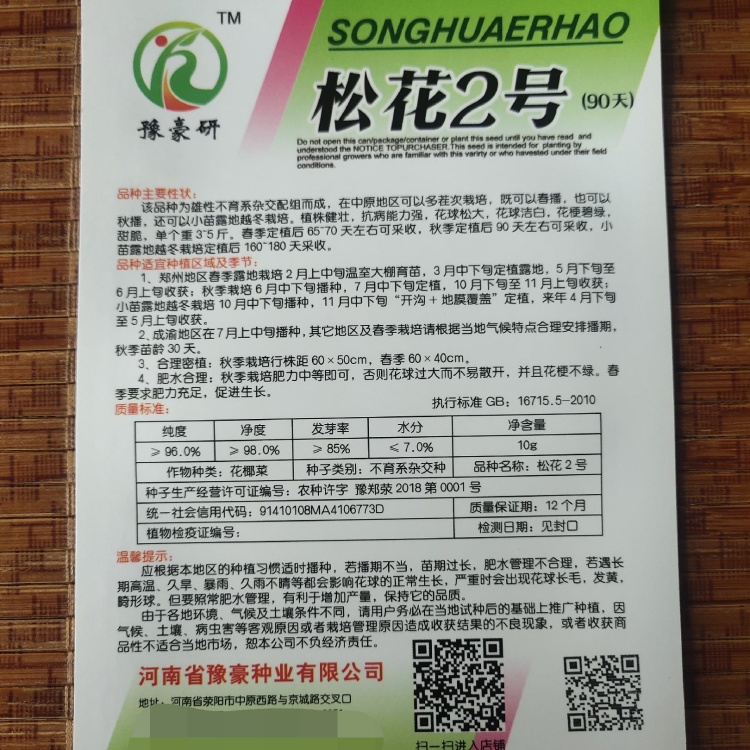 TM
SONGHUAERHAO
豫豪研
松花2号(90天)
Do not open this can/package/container or plant this seed until you have read and
understood the NOTICE TOPURCHASER.This seed is intended for planting by
professional growers who are familiar with this varirty or who havested under their field
conditions.
品种主要性状:
该品种为雄性不育系杂交配组而成,在中原地区可以多茬次栽培,既可以春播,也可以
秋播,还可以小苗露地越冬栽培。植株健壮,抗病能力强,花球松大,花球洁白,花梗碧绿,
甜脆,单个重3-5斤。春季定植后65-70天左右可采收,秋季定植后90天左右可采收,小
苗露地越冬栽培定植后160-180天采收。
品种适宜种植区域及季节:
1、郑州地区春季露地栽培2月上中旬温室大棚育苗,3月中下旬定植露地,5月下旬至
6月上旬收获;秋季栽培6月中下旬播种,7月中下旬定植,10月下旬至11月上旬收获;
小苗露地越冬栽培10月中下旬播种,11月中下旬“开沟+地膜覆盖”定植,来年4月下旬
至5月上旬收获。
2、成渝地区在7月上中旬播种,其它地区及春季栽培请根据当地气候特点合理安排播期,
秋季苗龄30天。
3、合理密植:秋季栽培行株距60×50cm,春季60×40cm。
4、肥水合理:秋季栽培肥力中等即可,否则花球过大而不易散开,并且花梗不绿。春
季要求肥力充足,促进生长。
质量标准:
执行标准GB:16715.5-2010
纯度 净度 发芽率 水分 净含量
≥96.0% ≥98.0% ≥85% ≤7.0% 10g
作物种类:花椰菜 种子类别:不育系杂交种 品种名称:松花2号
种子生产经营许可证编号:农种许字 豫郑荥2018第0001号
统一社会信用代码:91410108MA4106773D 质量保证期:12个月
植物检疫证编号: 检测日期:见封口
温馨提示:
应根据本地区的种植习惯适时播种,若播期不当,苗期过长,肥水管理不合理,若遇长
期高温、久旱、暴雨、久雨不晴等都会影响花球的正常生长,严重时会出现花球长毛,发黄,
畸形球。但要照常肥水管理,有利于增加产量,保持它的品质。
由于各地环境、气候及土壤条件不同,请用户务必在当地试种后的基础上推广种植,因
气候、土壤、病虫害等客观原因或者栽培管理原因造成收获结果的不良现象,或者收获商
品性不适合当地市场,恕本公司不负经济责任。
河南省豫豪种业有限公司
地址:河南省荥阳市中原西路与京城路交叉口
扫一扫进入店铺